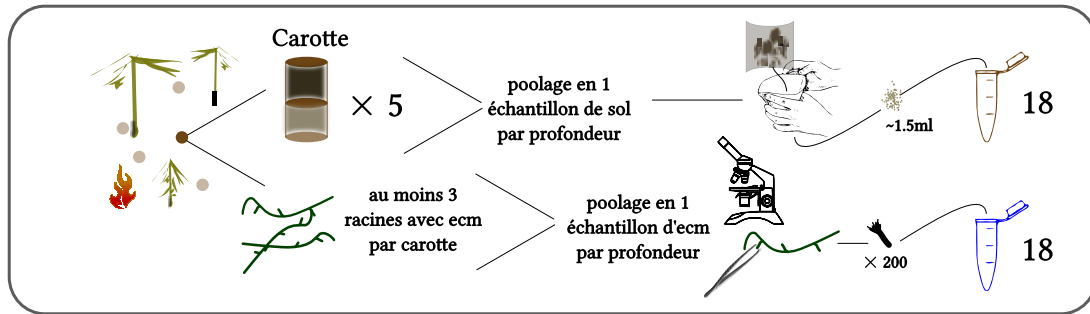 Carotte
× 5
poolage en 1
échantillon de sol
par profondeur
~1.5ml
18
au moins 3
racines avec ecm
par carotte
poolage en 1
échantillon d'ecm
par profondeur
× 200
18